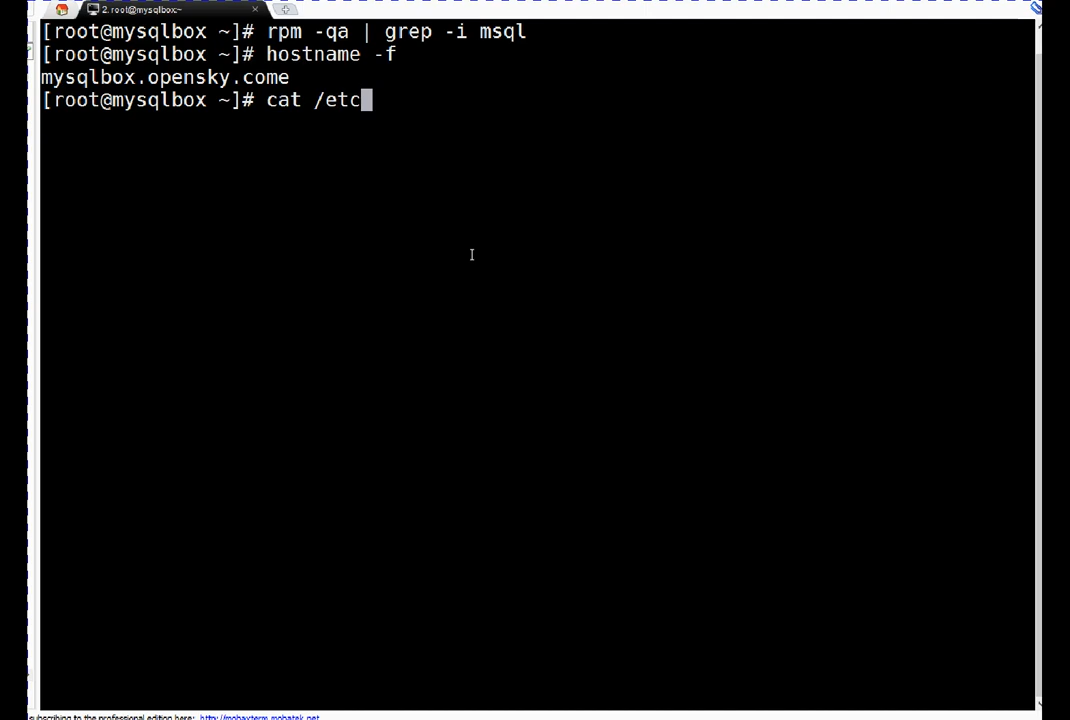 2. root@mysqlbox:~
[root@mysqlbox ~]# rpm -qa | grep -i msql
[root@mysqlbox ~]# hostname -f
mysqlbox.opensky.come
[root@mysqlbox ~]# cat /etc
subscribing to the professional edition here: http://mobaxterm.mobatek.net